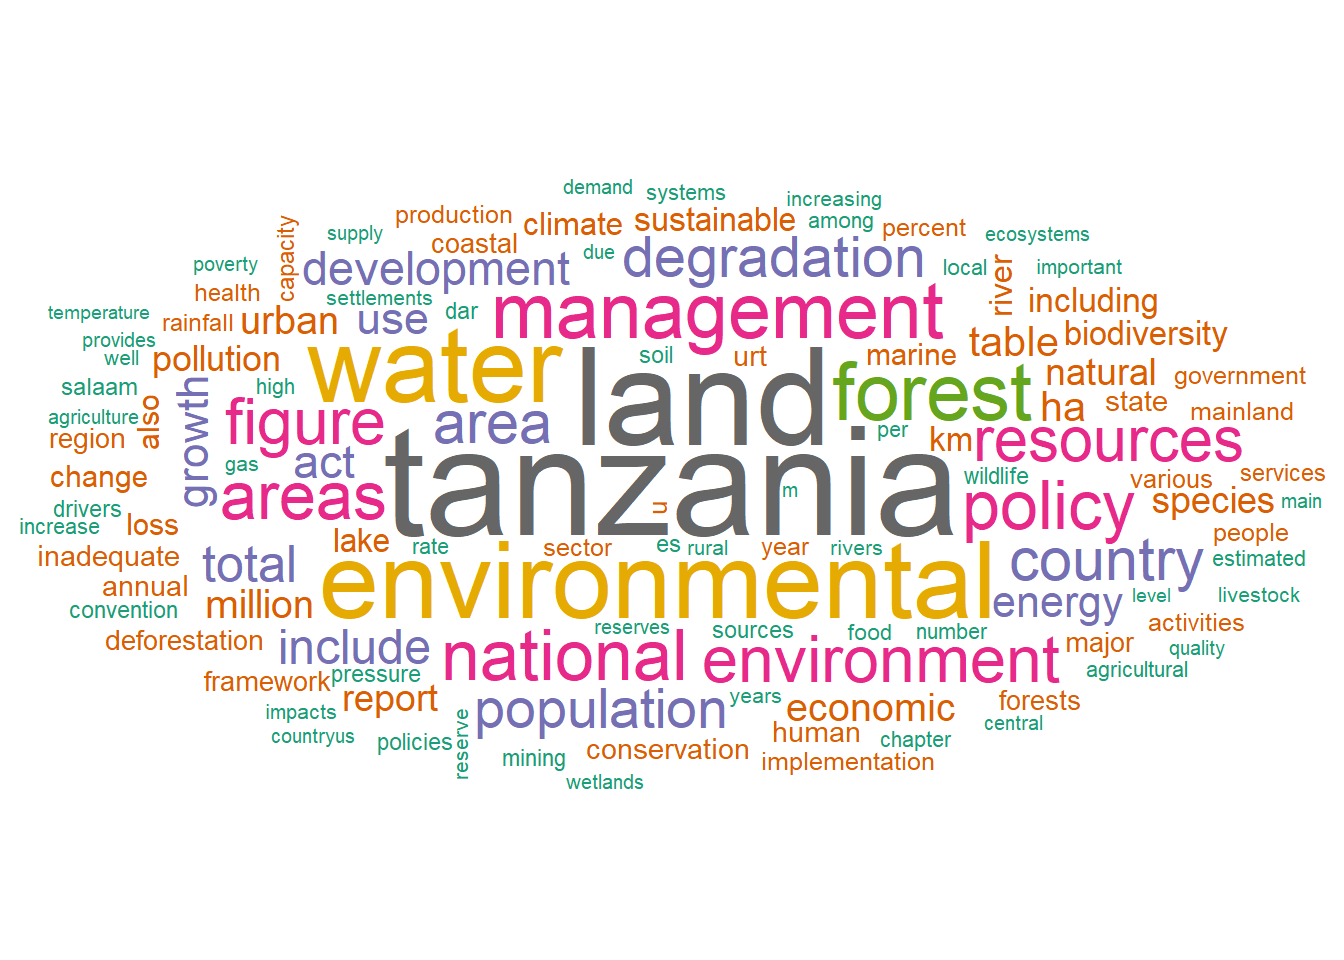 demand
systems
increasing
production
climate
sustainable
among
percent
supply
capacity
coastal
due
ecosystems
poverty
development
degradation
local
important
health
settlements
dar
management
river
including
temperature
rainfall
urban
use
provides
well
pollution
water
soil
urt
marine
table
biodiversity
salaam
high
land
forest
natural
government
agriculture
also
growth
figure
area
per
ha
state
mainland
region
gas
act
tanzania
km
resources
change
areas
u
m
wildlife
policy
various
species
services
main
drivers
increase
loss
lake
rate
sector
es
rural
year
rivers
people
inadequate
total
environmental
country
estimated
annual
convention
million
energy
level
livestock
deforestation
include
reserves
sources
food
number
major
activities
quality
national
environment
agricultural
framework
pressure
report
years
forests
impacts
population
economic
central
countryus
policies
reserve
mining
conservation
human
chapter
implementation
wetlands